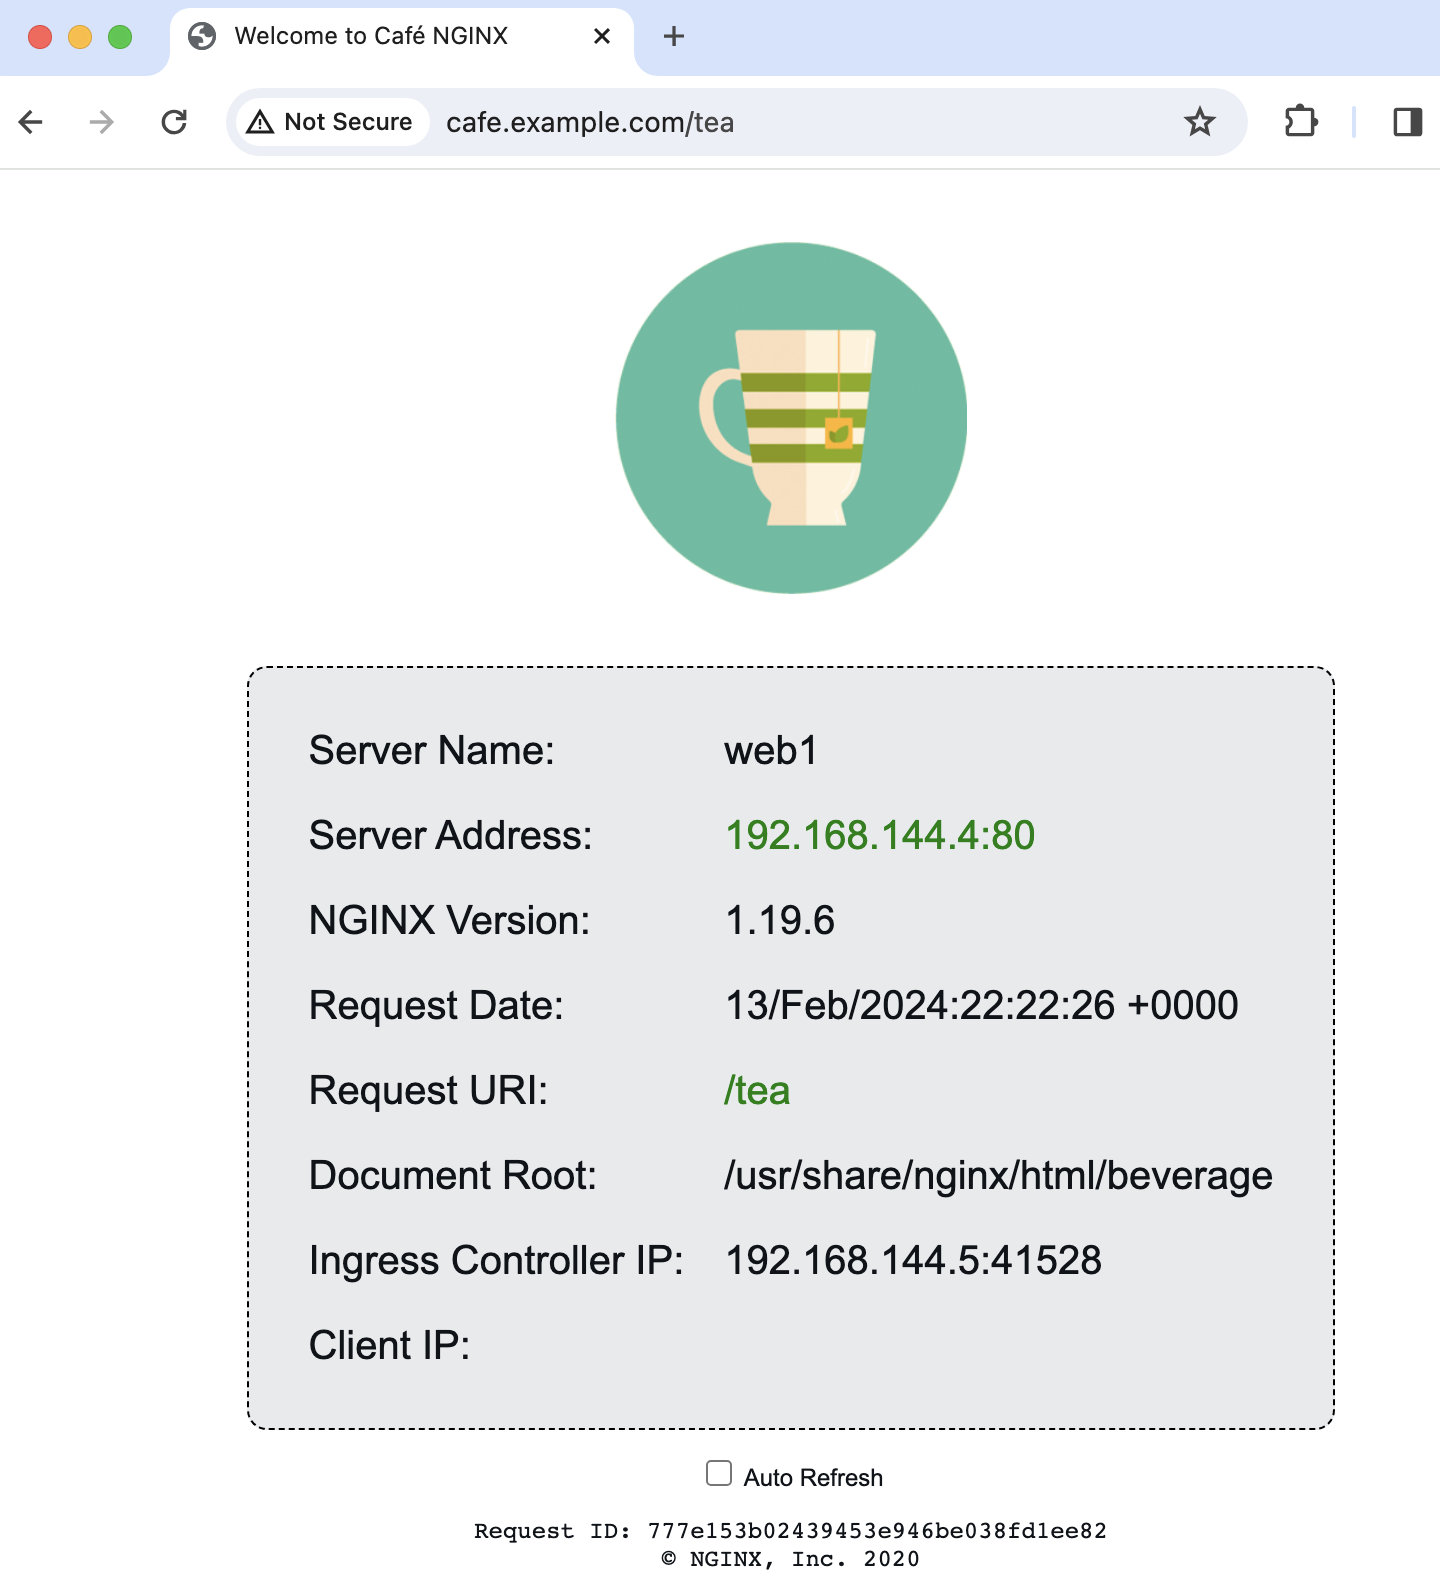 Welcome to Café NGINX
Not Secure cafe.example.com/tea
Server Name: web1
Server Address: 192.168.144.4:80
NGINX Version: 1.19.6
Request Date: 13/Feb/2024:22:22:26 +0000
Request URI: /tea
Document Root: /usr/share/nginx/html/beverage
Ingress Controller IP: 192.168.144.5:41528
Client IP:
Auto Refresh
Request ID: 777e153b02439453e946be038fd1ee82
© NGINX, Inc. 2020